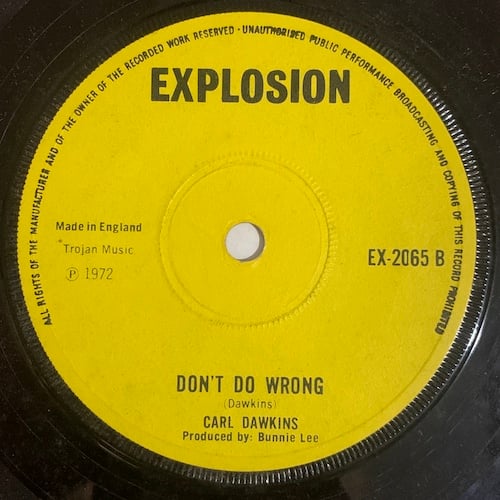 ALL RIGHTS OF THE MANUFACTURER AND OF THE OWNER OF THE RECORDED WORK RESERVED · UNAUTHORISED PUBLIC PERFORMANCE BROADCASTING AND COPYING OF THIS RECORD PROHIBITED
EXPLOSION
Made in England
Trojan Music
℗ 1972
EX-2065 B
DON'T DO WRONG
(Dawkins)
CARL DAWKINS
Produced by: Bunnie Lee